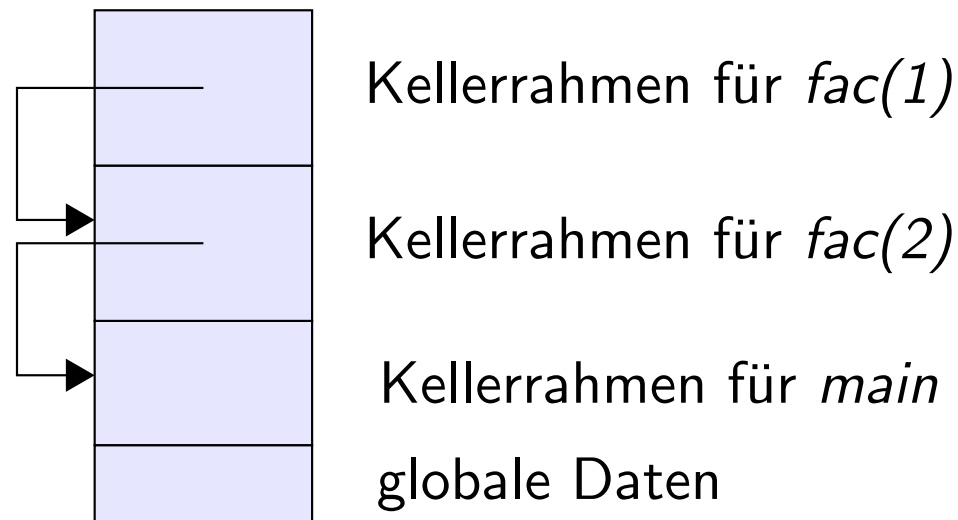 Kellerrahmen für fac(1)
Kellerrahmen für fac(2)
Kellerrahmen für main
globale Daten